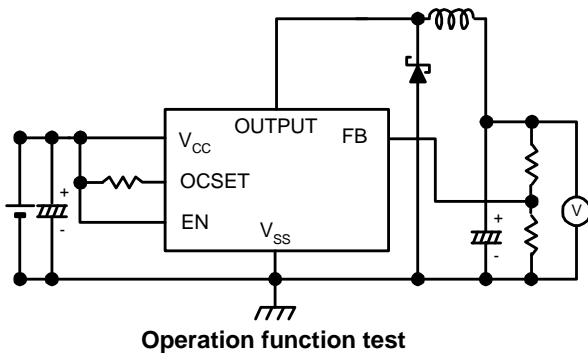 OUTPUT
V_CC
FB
OCSET
EN
V_SS
+
-
+
-
V
Operation function test